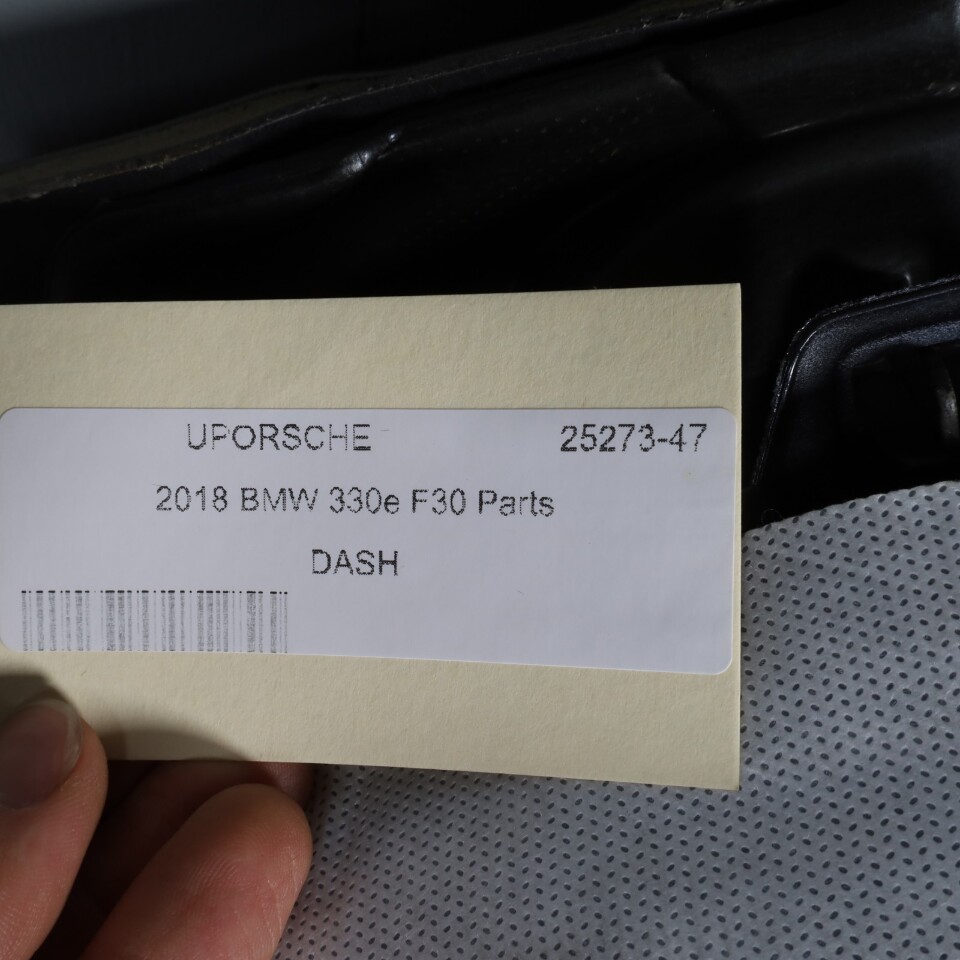 UPORSCHE 25273-47
2018 BMW 330e F30 Parts
DASH